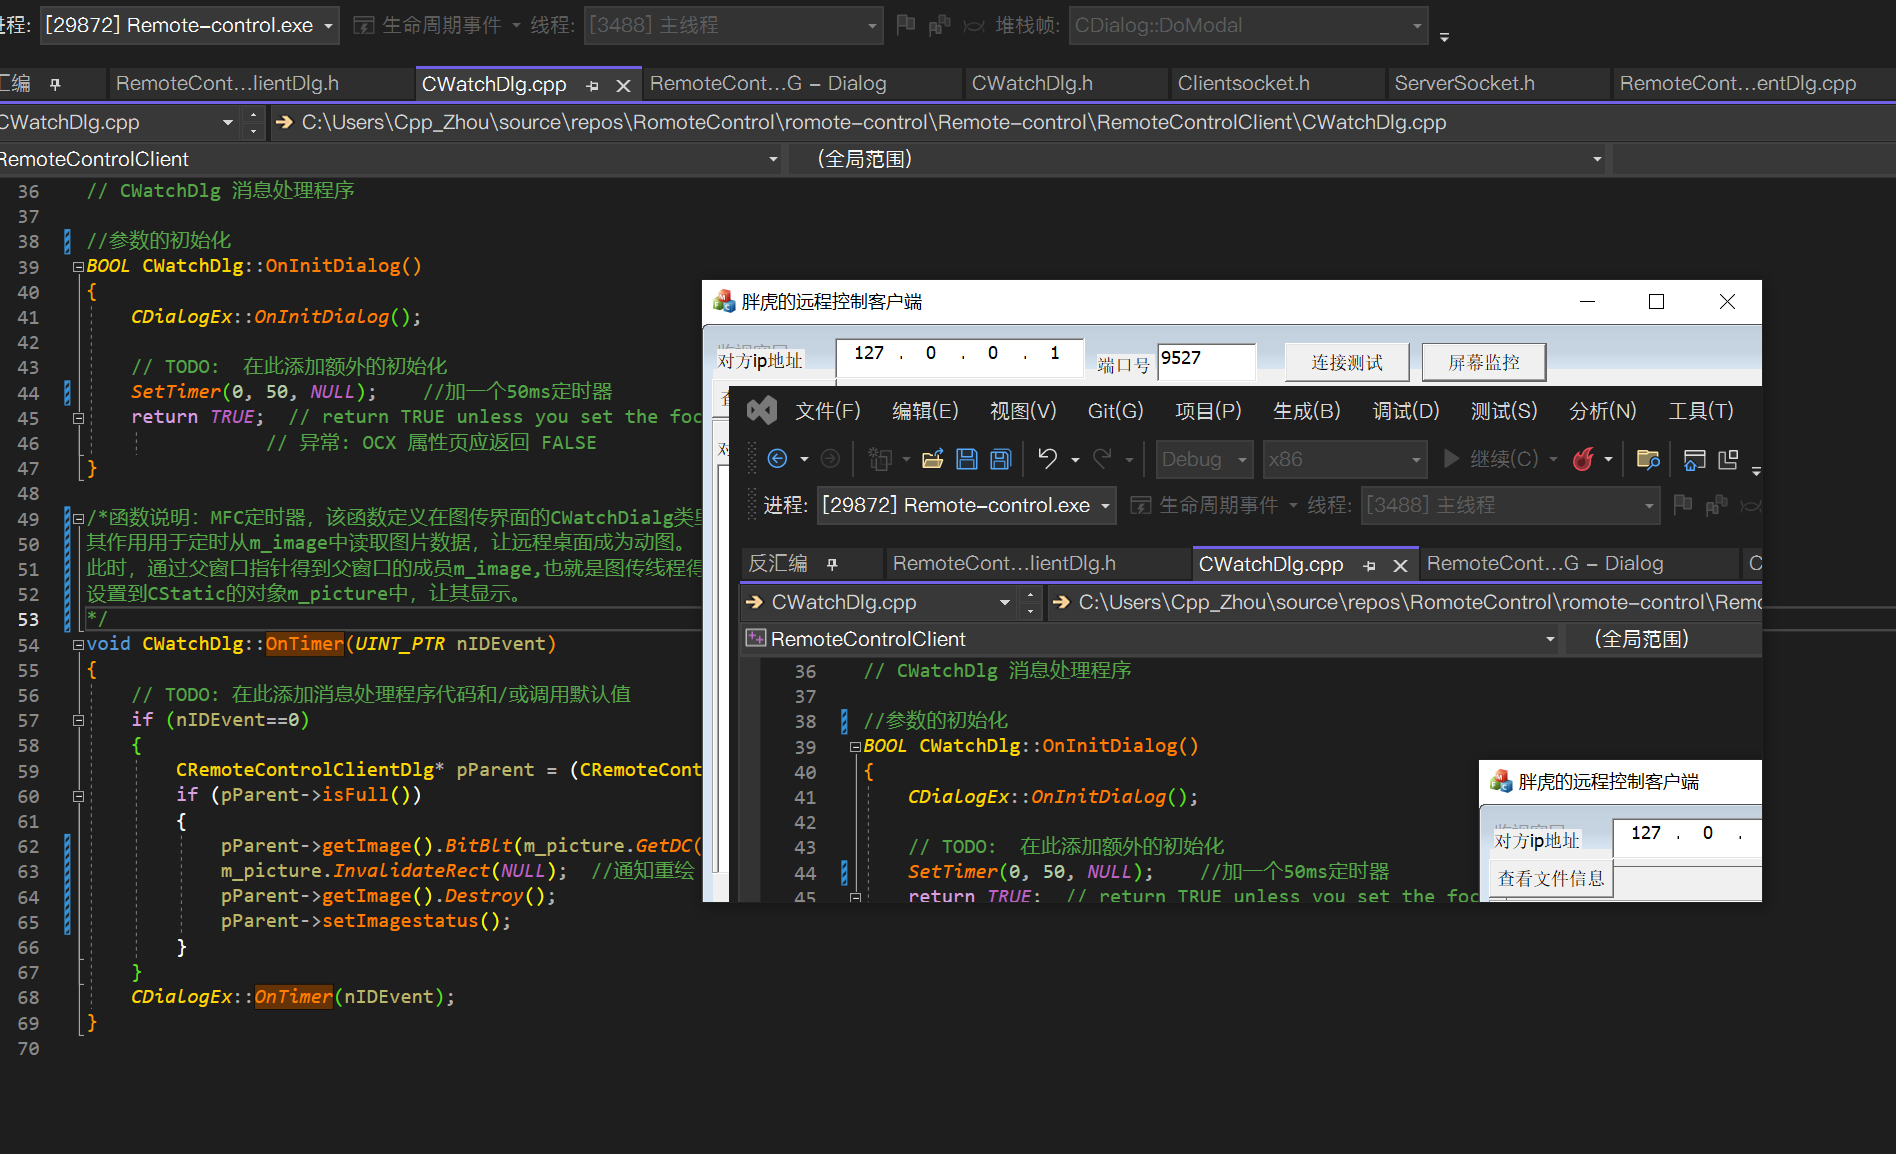 进程: [29872] Remote-control.exe 生命周期事件 线程: [3488] 主线程 堆栈帧: CDialog::DoModal
汇编 RemoteCont...lientDlg.h CWatchDlg.cpp RemoteCont...G - Dialog CWatchDlg.h Clientsocket.h ServerSocket.h RemoteCont...entDlg.cpp
CWatchDlg.cpp C:\Users\Cpp_Zhou\source\repos\RomoteControl\romote-control\Remote-control\RemoteControlClient\CWatchDlg.cpp
RemoteControlClient (全局范围)
36 // CWatchDlg 消息处理程序
37
38 //参数的初始化
39 BOOL CWatchDlg::OnInitDialog()
40 {
41 CDialogEx::OnInitDialog();
42
43 // TODO: 在此添加额外的初始化
44 SetTimer(0, 50, NULL); //加一个50ms定时器
45 return TRUE; // return TRUE unless you set the foc
46 // 异常: OCX 属性页应返回 FALSE
47 }
48
49 /*函数说明: MFC定时器, 该函数定义在图传界面的CWatchDialg类里
50 其作用用于定时从m_image中读取图片数据, 让远程桌面成为动图。
51 此时, 通过父窗口指针得到父窗口的成员m_image,也就是图传线程得
52 设置到CStatic的对象m_picture中, 让其显示。
53 */
54 void CWatchDlg::OnTimer(UINT_PTR nIDEvent)
55 {
56 // TODO: 在此添加消息处理程序代码和/或调用默认值
57 if (nIDEvent==0)
58 {
59 CRemoteControlClientDlg* pParent = (CRemoteCont
60 if (pParent->isFull())
61 {
62 pParent->getImage().BitBlt(m_picture.GetDC(
63 m_picture.InvalidateRect(NULL); //通知重绘
64 pParent->getImage().Destroy();
65 pParent->setImagestatus();
66 }
67 }
68 CDialogEx::OnTimer(nIDEvent);
69 }
70
胖虎的远程控制客户端
对方ip地址 127 . 0 . 0 . 1 端口号 9527 连接测试 屏幕监控
文件(F) 编辑(E) 视图(V) Git(G) 项目(P) 生成(B) 调试(D) 测试(S) 分析(N) 工具(T)
Debug x86 继续(C)
进程: [29872] Remote-control.exe 生命周期事件 线程: [3488] 主线程
反汇编 RemoteCont...lientDlg.h CWatchDlg.cpp RemoteCont...G - Dialog C
CWatchDlg.cpp C:\Users\Cpp_Zhou\source\repos\RomoteControl\romote-control\Remo
RemoteControlClient (全局范围)
36 // CWatchDlg 消息处理程序
37
38 //参数的初始化
39 BOOL CWatchDlg::OnInitDialog()
40 {
41 CDialogEx::OnInitDialog();
42
43 // TODO: 在此添加额外的初始化
44 SetTimer(0, 50, NULL); //加一个50ms定时器
45 return TRUE; // return TRUE unless you set the foc
胖虎的远程控制客户端
对方ip地址 127 . 0 .
查看文件信息